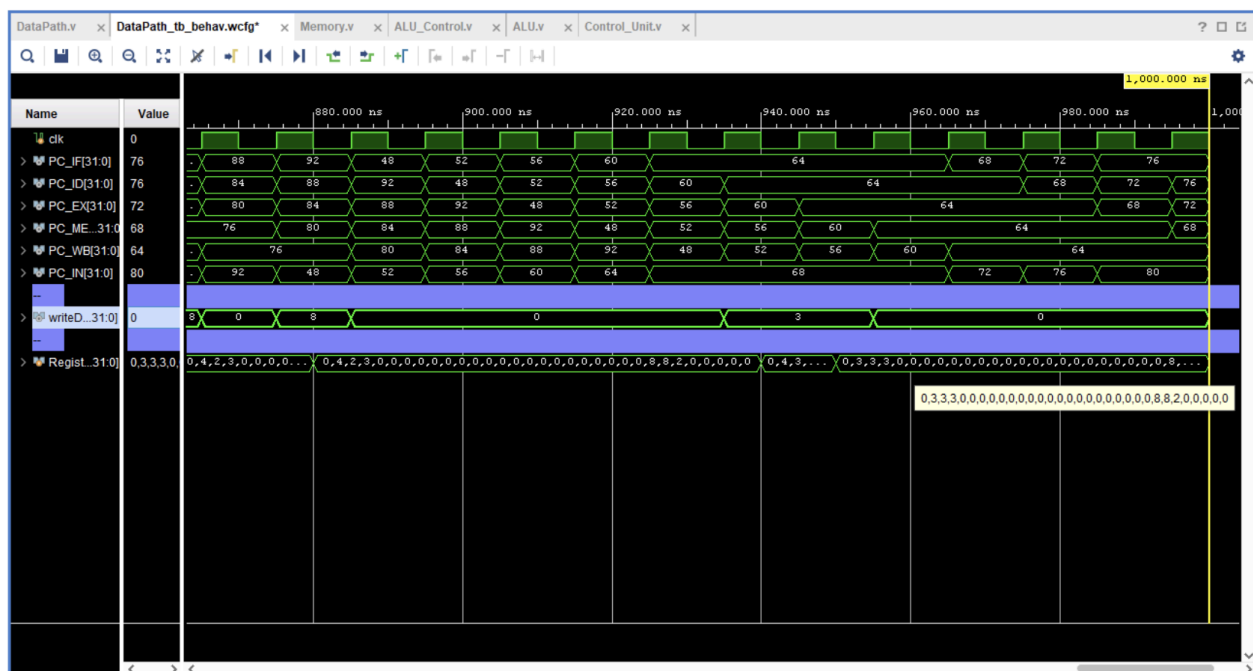 DataPath.v × DataPath_tb_behav.wcfg* × Memory.v × ALU_Control.v × ALU.v × Control_Unit.v × ?
1,000.000 ns
Name Value 880.000 ns 900.000 ns 920.000 ns 940.000 ns 960.000 ns 980.000 ns 1,00
clk 0
PC_IF[31:0] 76 88 92 48 52 56 60 64 68 72 76
PC_ID[31:0] 76 84 88 92 48 52 56 60 64 68 72 76
PC_EX[31:0] 72 80 84 88 92 48 52 56 60 64 68 72
PC_ME...31:0 68 76 80 84 88 92 48 52 56 60 64 68
PC_WB[31:0] 64 76 80 84 88 92 48 52 56 60 64
PC_IN[31:0] 80 92 48 52 56 60 64 68 72 76 80
--
writeD...31:0] 0 8 0 8 0 3 0
--
Regist...31:0] 0,3,3,3,0, 0,4,2,3,0,0,0,0... 0,4,2,3,0,0,0,0,0,0,0,0,0,0,0,0,0,0,0,0,0,0,0,0,8,8,2,0,0,0,0,0 0,4,3,... 0,3,3,3,0,0,0,0,0,0,0,0,0,0,0,0,0,0,0,0,0,0,0,0,8,...
0,3,3,3,0,0,0,0,0,0,0,0,0,0,0,0,0,0,0,0,0,0,0,0,8,8,2,0,0,0,0,0